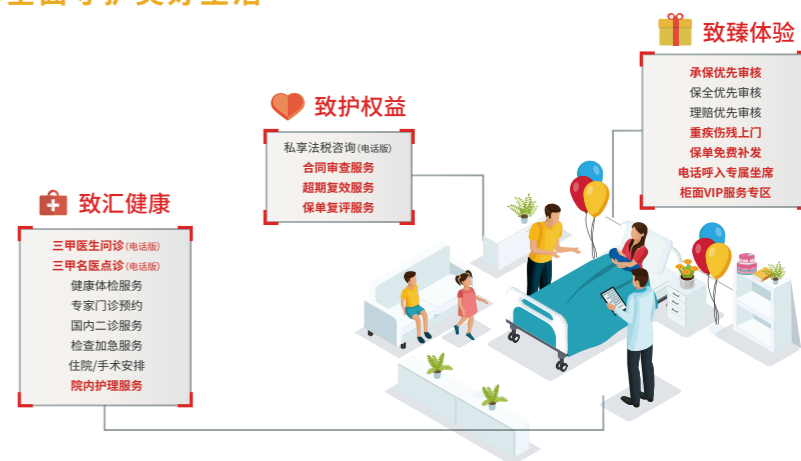 致臻体验
承保优先审核
保全优先审核
理赔优先审核
重疾伤残上门
保单免费补发
电话呼入专属坐席
柜面VIP服务专区
致护权益
私享法税咨询(电话版)
合同审查服务
超期复效服务
保单复评服务
致汇健康
三甲医生问诊(电话版)
三甲名医点诊(电话版)
健康体检服务
专家门诊预约
国内二诊服务
检查加急服务
住院/手术安排
院内护理服务